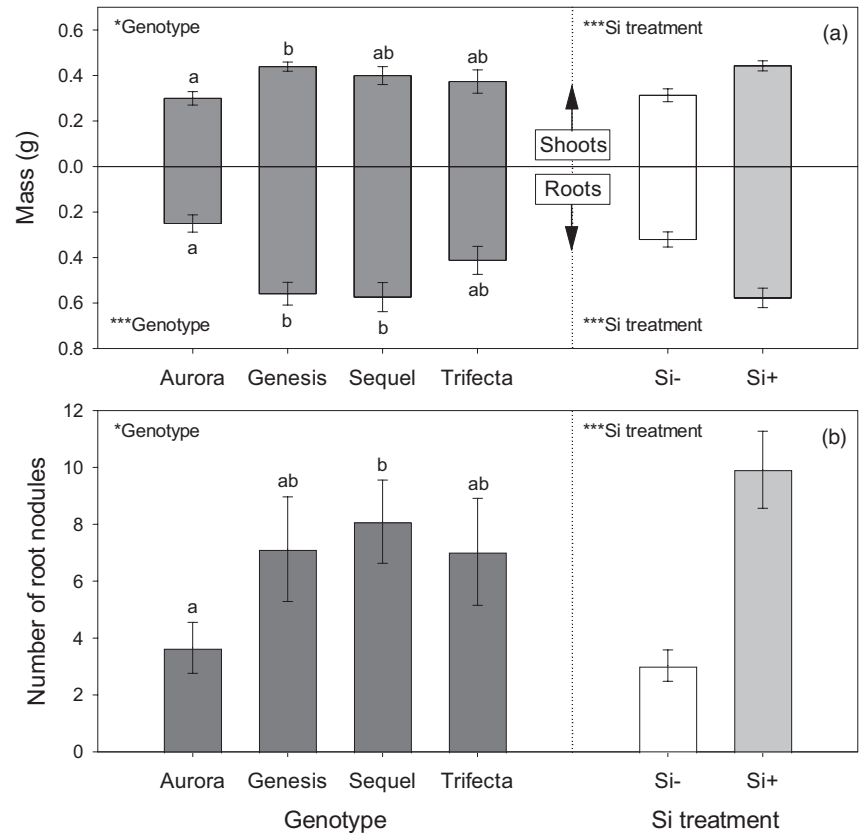 *Genotype
***Si treatment
(a)
a
b
ab
ab
Shoots
Roots
a
b
b
ab
***Genotype
***Si treatment
Mass (g)
0.6
0.4
0.2
0.0
0.2
0.4
0.6
0.8
Aurora Genesis Sequel Trifecta Si- Si+
*Genotype
***Si treatment
(b)
a
ab
b
ab
Number of root nodules
12
10
8
6
4
2
0
Aurora Genesis Sequel Trifecta Si- Si+
Genotype Si treatment